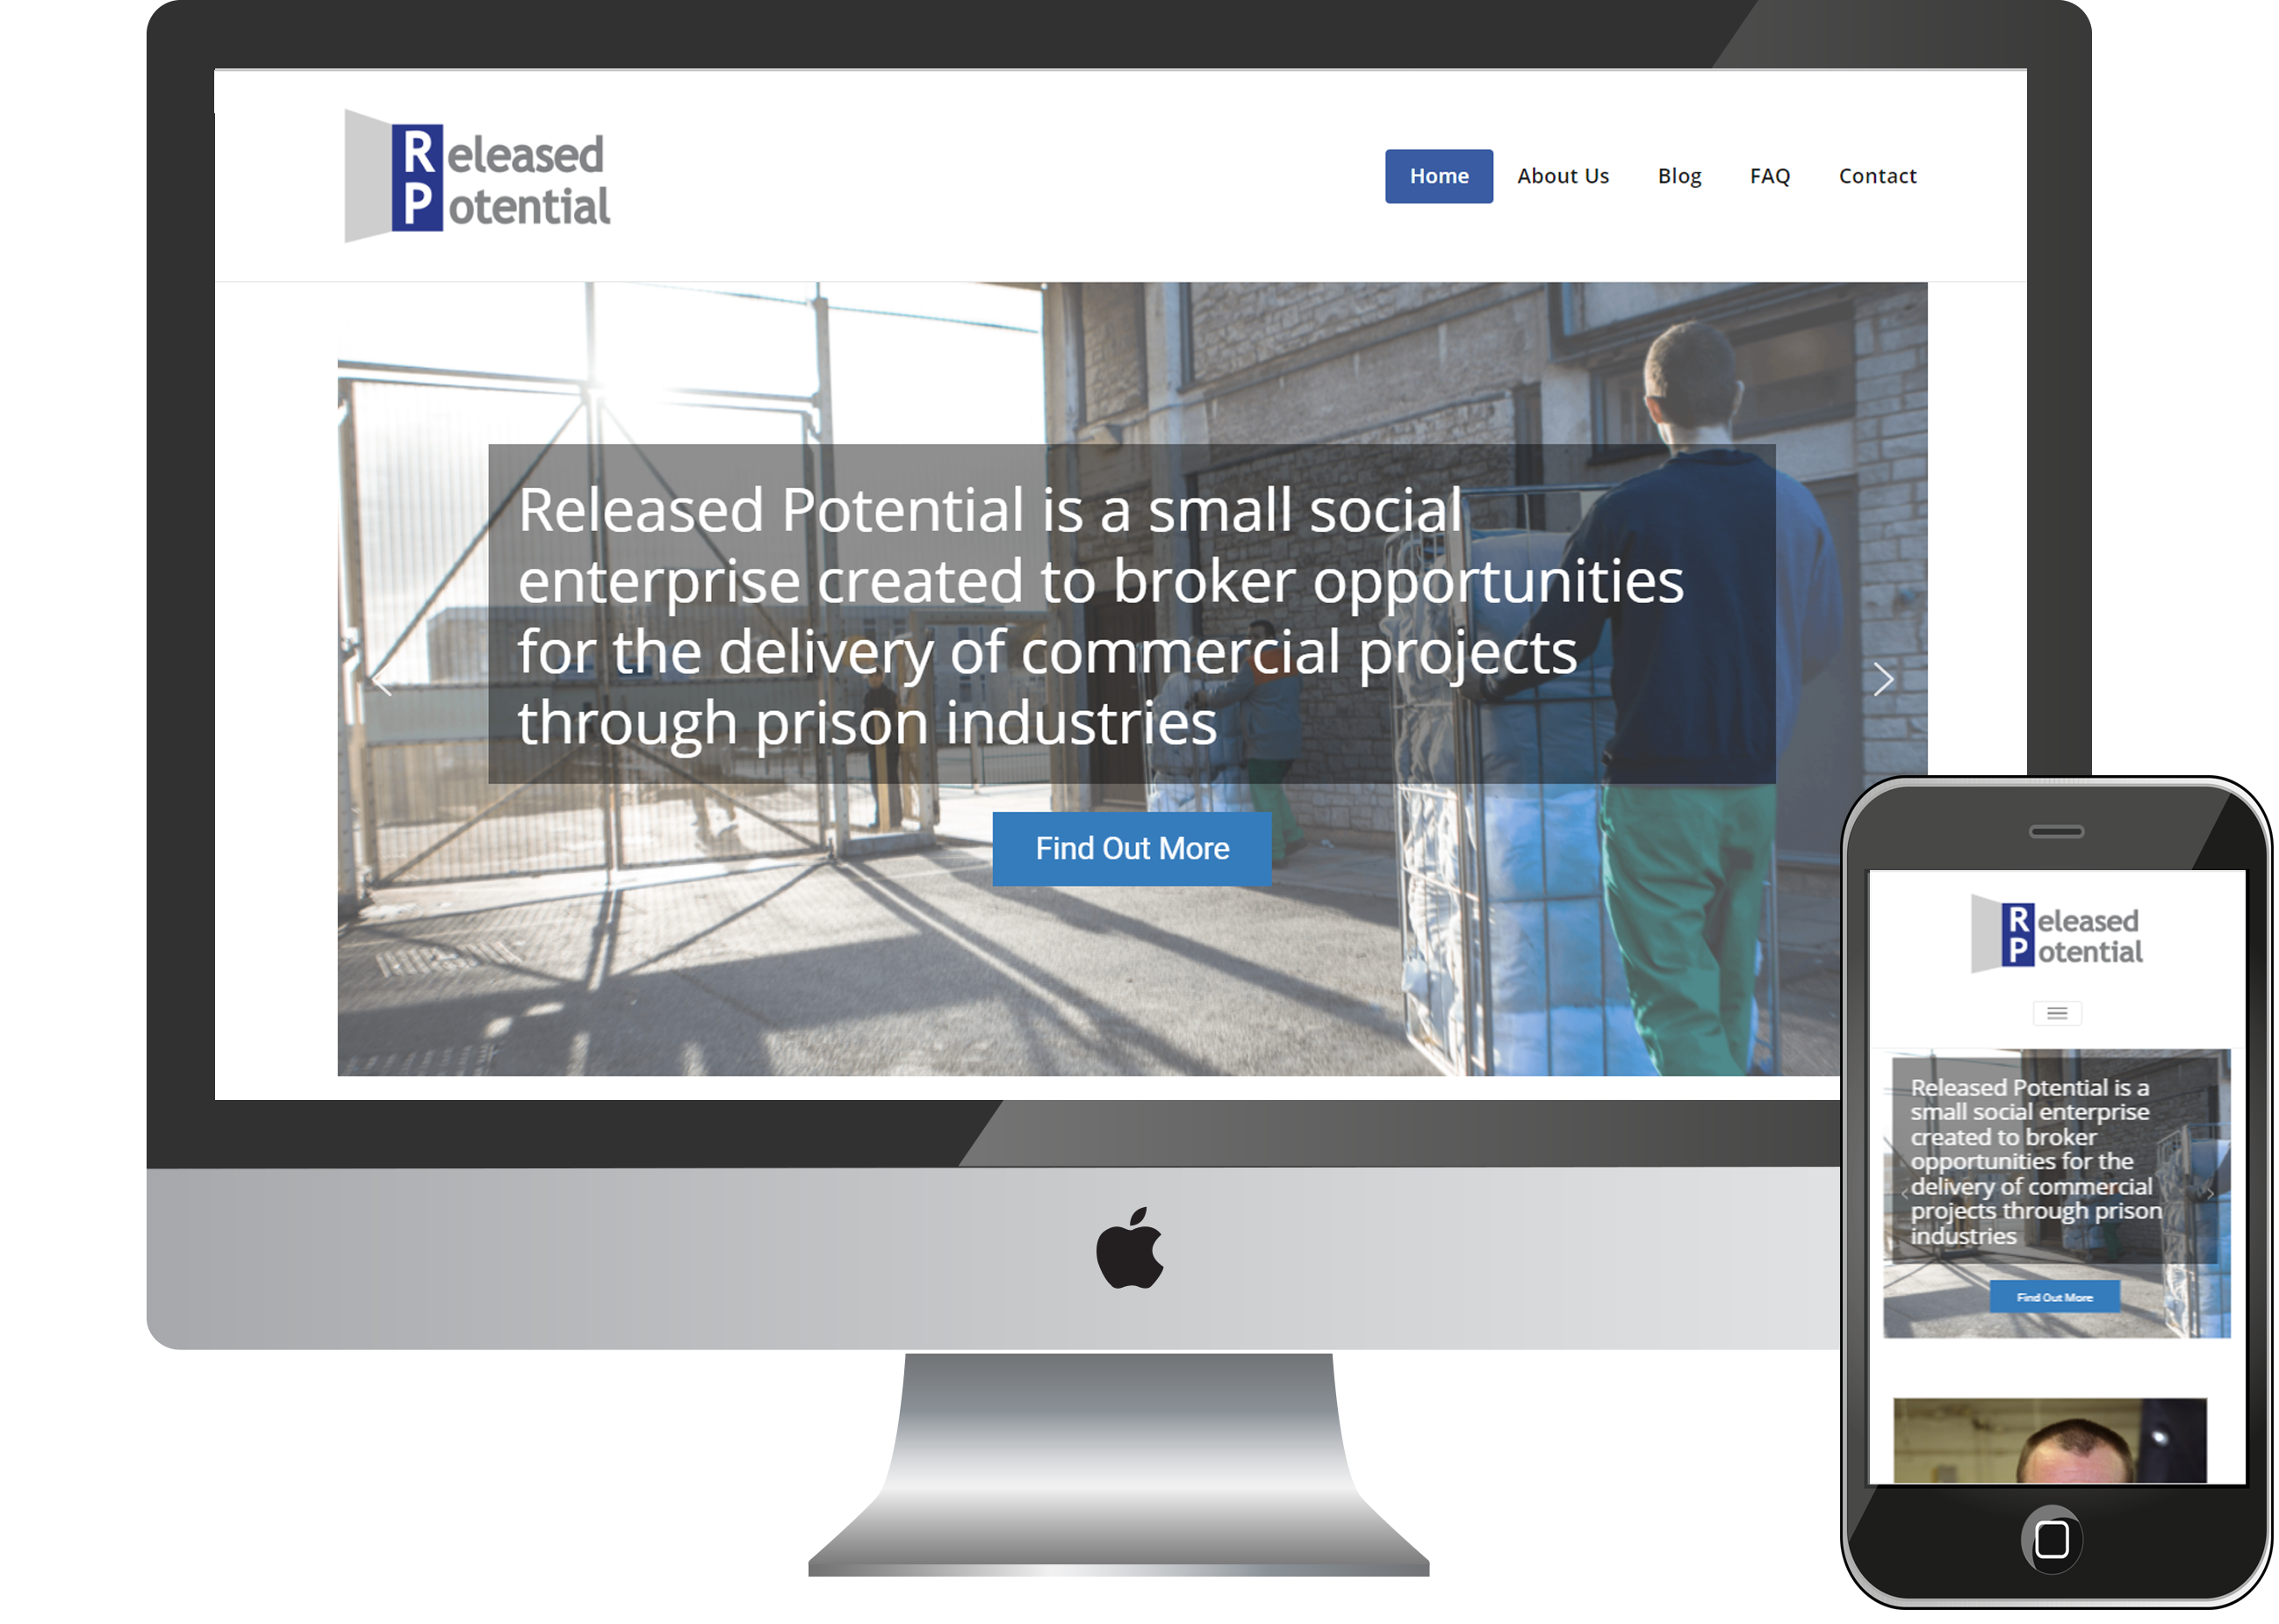 Released
Potential
Home About Us Blog FAQ Contact
Released Potential is a small social
enterprise created to broker opportunities
for the delivery of commercial projects
through prison industries
Find Out More
Released
Potential
Released Potential is a
small social enterprise
created to broker
opportunities for the
delivery of commercial
projects through prison
industries
Find Out More